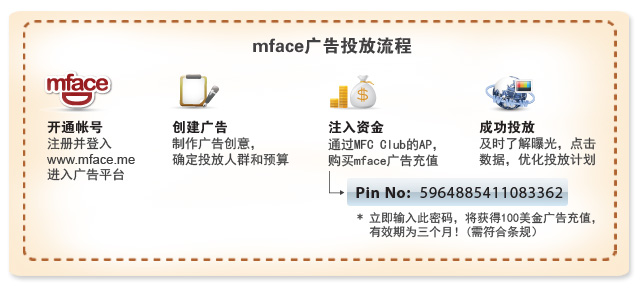 mface广告投放流程
mface
开通帐号
注册并登入
www.mface.me
进入广告平台
创建广告
制作广告创意，
确定投放人群和预算
注入资金
通过MFC Club的AP，
购买mface广告充值
成功投放
及时了解曝光，点击
数据，优化投放计划
Pin No: 5964885411083362
* 立即输入此密码，将获得100美金广告充值，
有效期为三个月！(需符合条规)